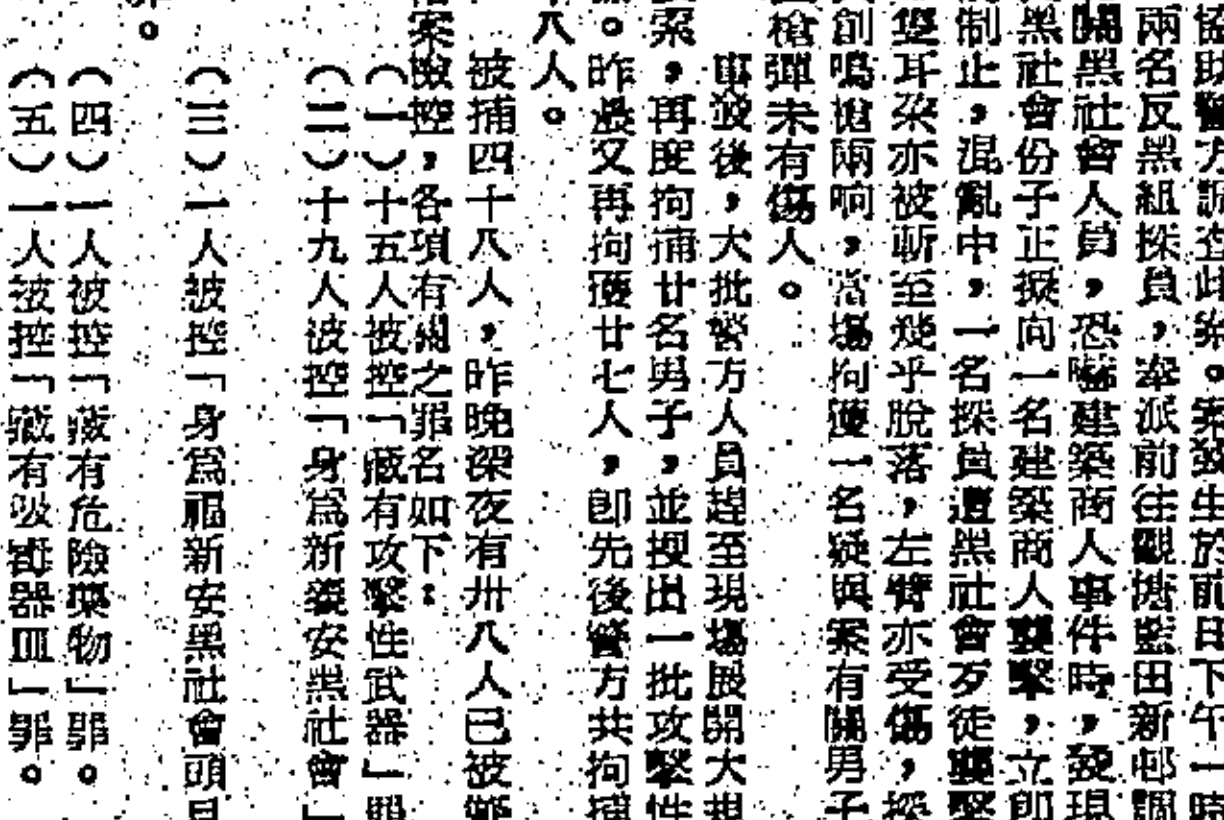 協助警方調查此案。案發生於前日下午一時
兩名反黑組探員，奉派前往觀塘藍田新邨調
關黑社會人員，恐嚇建築商人事件時，發現
黑社會份子正擬向一名建築商人襲擊，立即
制止，混亂中，一名探員遭黑社會歹徒襲擊
堡耳朶亦被斬至幾乎脫落，左臂亦受傷，探
創鳴槍兩响，當塲拘獲一名疑與案有關男子
槍彈未有傷人。
事發後，大批警方人員趕至現塲展開大規
索，再度拘捕廿名男子，並搜出一批攻擊性
。昨晨又再拘獲廿七人，即先後警方共拘捕
八人。
被捕四十八人，昨晚深夜有卅八人已被
案檢控，各項有關之罪名如下：
（一）十五人被控「藏有攻擊性武器」罪
（二）十九人被控「身爲新義安黑社會」
罪。
（三）一人被控「身爲福新安黑社會頭目
（四）一人被控「藏有危險藥物」罪。
（五）一人被控「藏有吸毒器皿」罪。